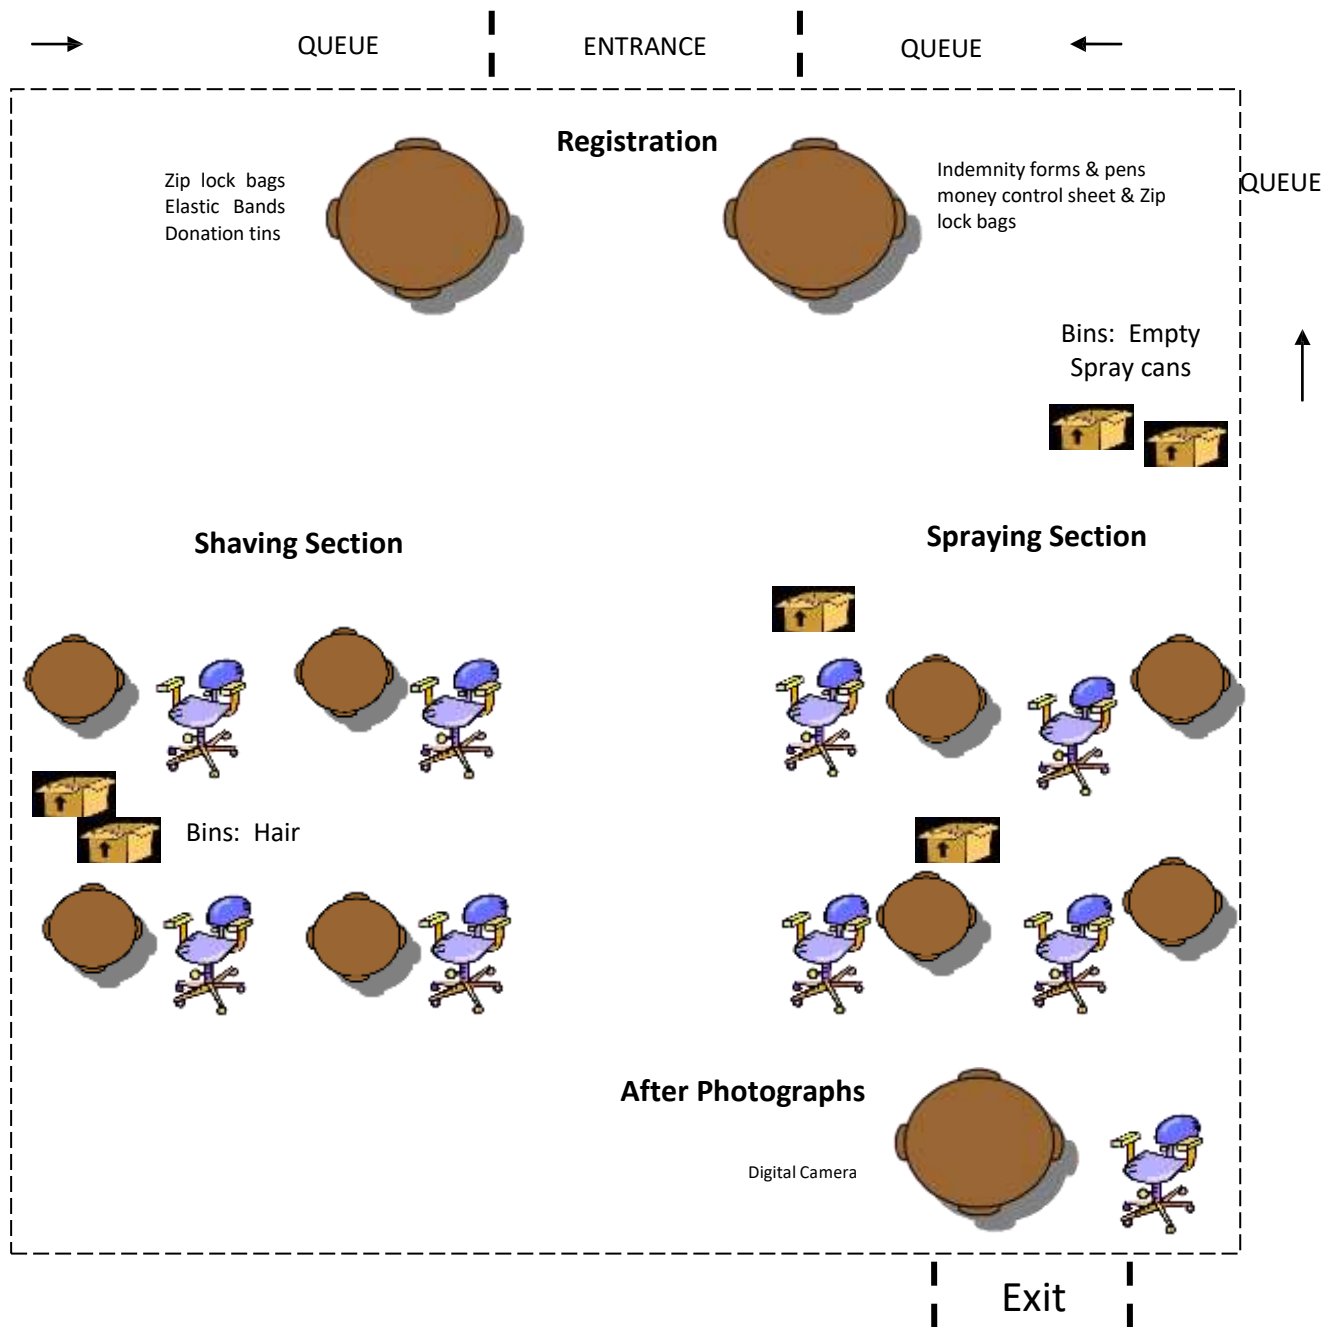 QUEUE
ENTRANCE
QUEUE
Registration
Zip lock bags
Elastic Bands
Donation tins
Indemnity forms & pens
money control sheet & Zip
lock bags
QUEUE
Bins: Empty
Spray cans
Shaving Section
Spraying Section
Bins: Hair
After Photographs
Digital Camera
Exit